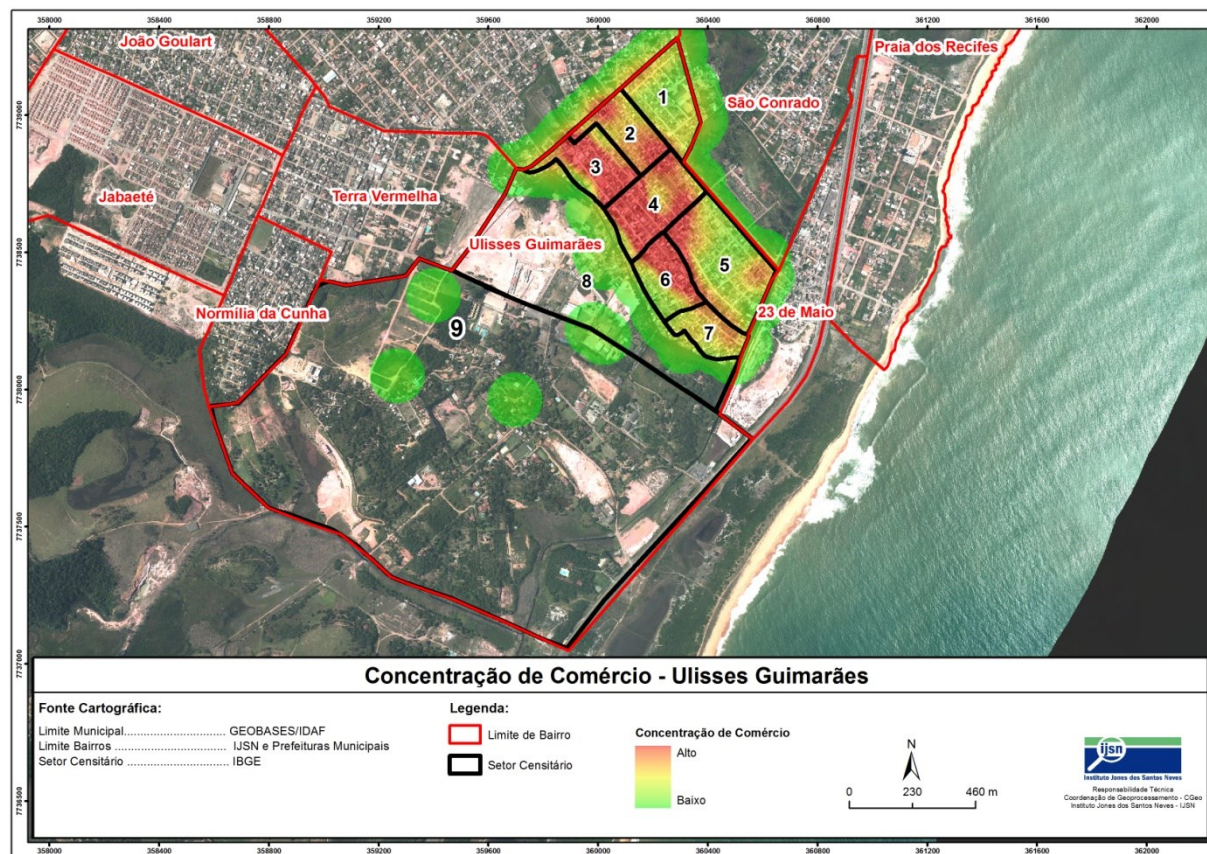 358000 358400 358800 359200 359600 360000 360400 360800 361200 361600 362000
João Goulart
Praia dos Recifes
1
São Conrado
7739000
2
3
Jabaeté
Terra Vermelha
4
Ulisses Guimarães
7738500
5
8
6
Normília da Cunha
23 de Maio
9
7
7738000
7737500
7737000
Concentração de Comércio - Ulisses Guimarães
Fonte Cartográfica:
Limite Municipal............................ GEOBASES/IDAF
Limite Bairros ............................... IJSN e Prefeituras Municipais
Setor Censitário ............................ IBGE
Legenda:
Limite de Bairro
Setor Censitário
Concentração de Comércio
Alto
Baixo
N
0 230 460 m
ijsn
Instituto Jones dos Santos Neves
Responsabilidade Técnica
Coordenação de Geoprocessamento - CGeo
Instituto Jones dos Santos Neves - IJSN
7736500
358000 358400 358800 359200 359600 360000 360400 360800 361200 361600 362000